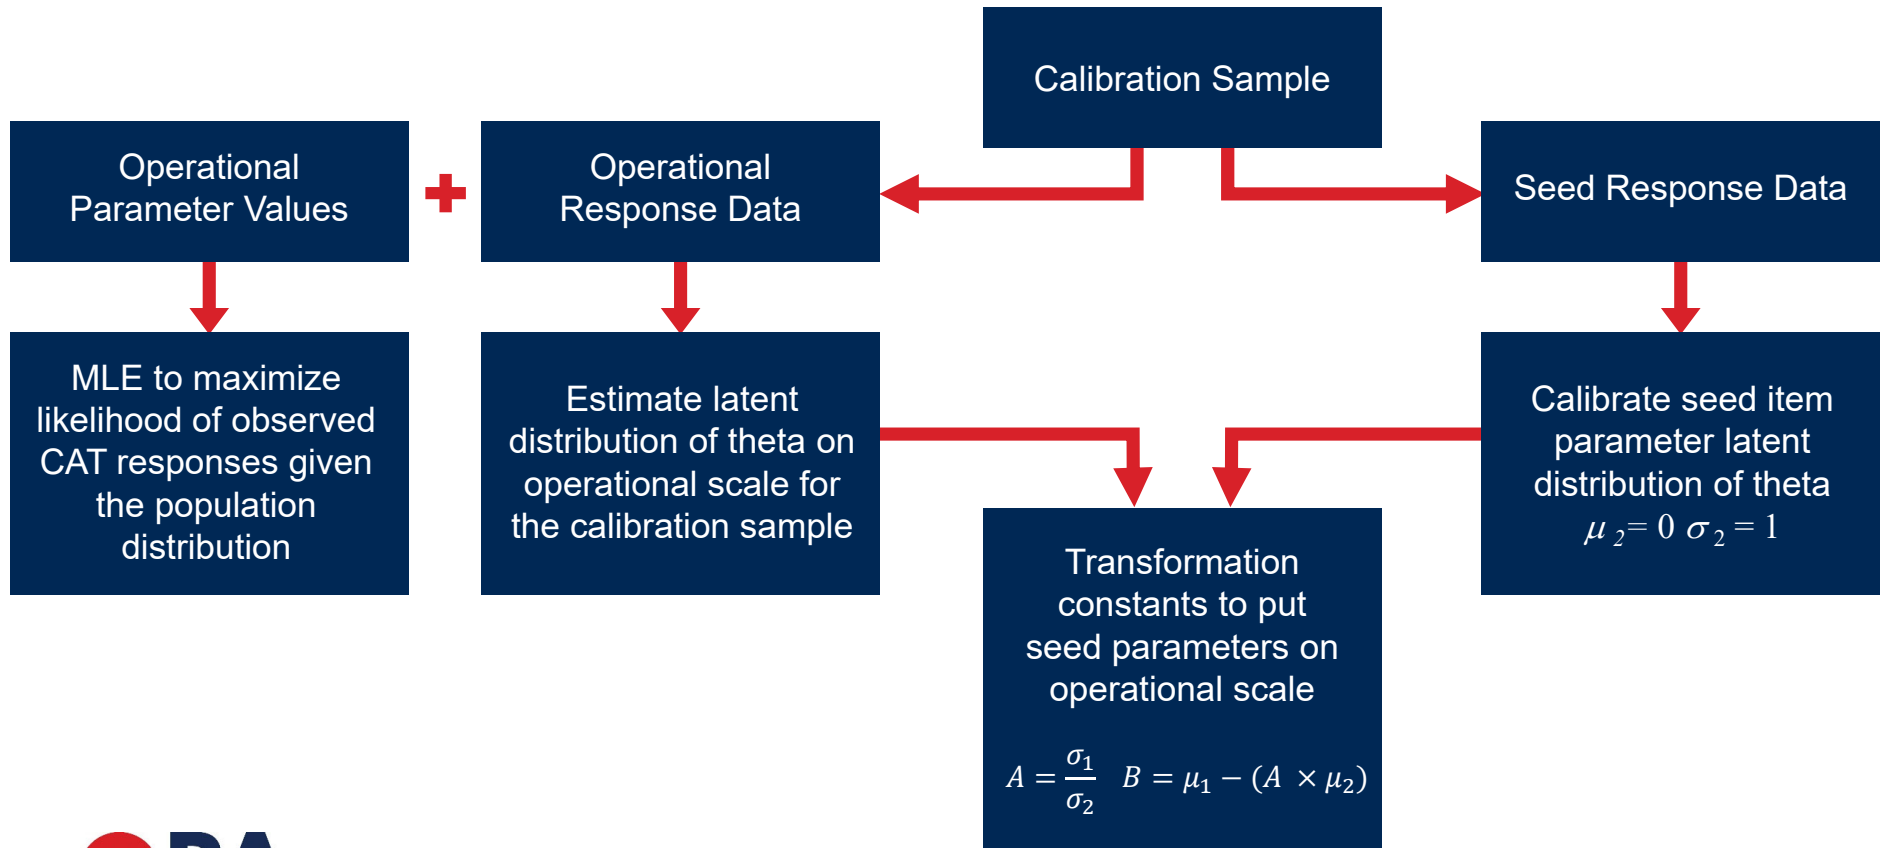 Calibration Sample
Operational
Parameter Values
+
Operational
Response Data
Seed Response Data
MLE to maximize
likelihood of observed
CAT responses given
the population
distribution
Estimate latent
distribution of theta on
operational scale for
the calibration sample
Calibrate seed item
parameter latent
distribution of theta
μ₂= 0 σ₂ = 1
Transformation
constants to put
seed parameters on
operational scale
A = σ₁/σ₂ B = μ₁ − (A × μ₂)